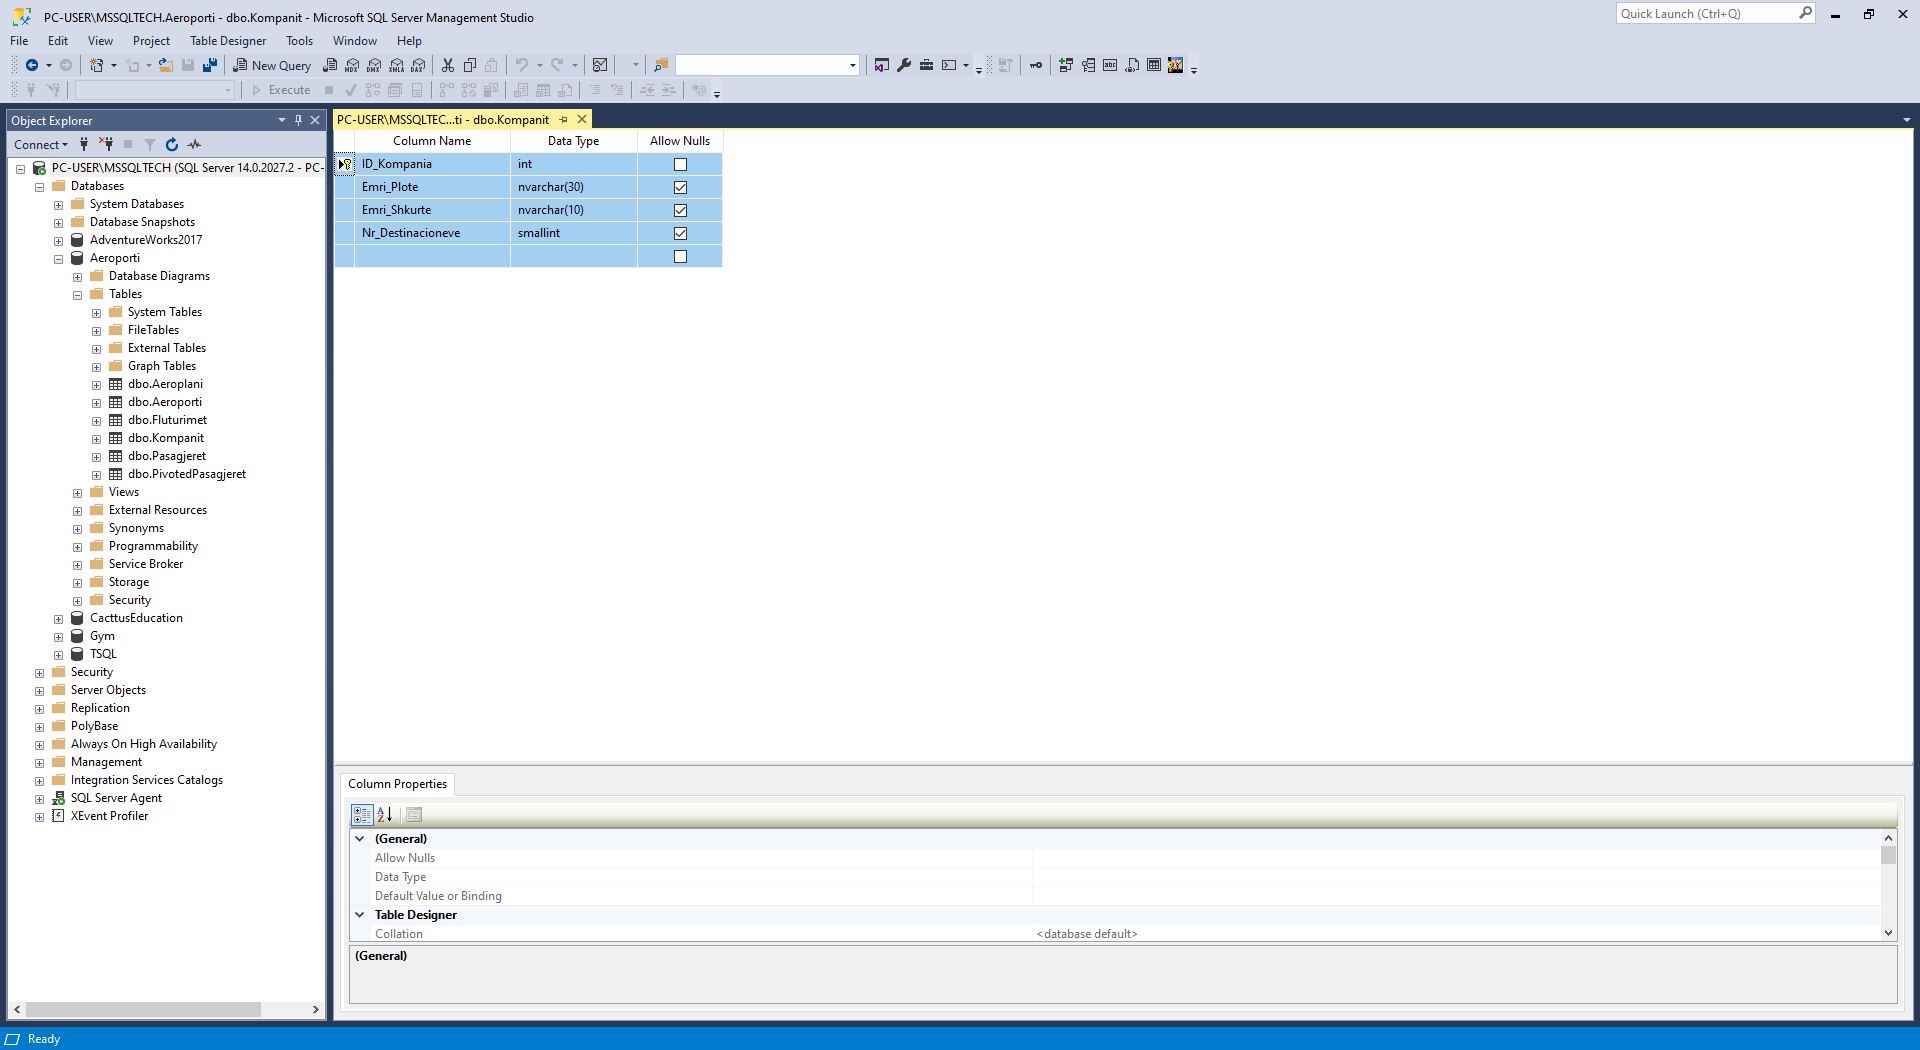 PC-USER\MSSQLTECH.Aeroporti - dbo.Kompanit - Microsoft SQL Server Management Studio
Quick Launch (Ctrl+Q)
File Edit View Project Table Designer Tools Window Help
New Query
MDX DMX XMLA DAX
Execute
Object Explorer
Connect
PC-USER\MSSQLTECH (SQL Server 14.0.2027.2 - PC-
Databases
System Databases
Database Snapshots
AdventureWorks2017
Aeroporti
Database Diagrams
Tables
System Tables
FileTables
External Tables
Graph Tables
dbo.Aeroplani
dbo.Aeroporti
dbo.Fluturimet
dbo.Kompanit
dbo.Pasagjeret
dbo.PivotedPasagjeret
Views
External Resources
Synonyms
Programmability
Service Broker
Storage
Security
CacttusEducation
Gym
TSQL
Security
Server Objects
Replication
PolyBase
Always On High Availability
Management
Integration Services Catalogs
SQL Server Agent
XEvent Profiler
PC-USER\MSSQLTEC...ti - dbo.Kompanit
Column Name Data Type Allow Nulls
ID_Kompania int
Emri_Plote nvarchar(30)
Emri_Shkurte nvarchar(10)
Nr_Destinacioneve smallint
Column Properties
(General)
Allow Nulls
Data Type
Default Value or Binding
Table Designer
Collation <database default>
(General)
Ready